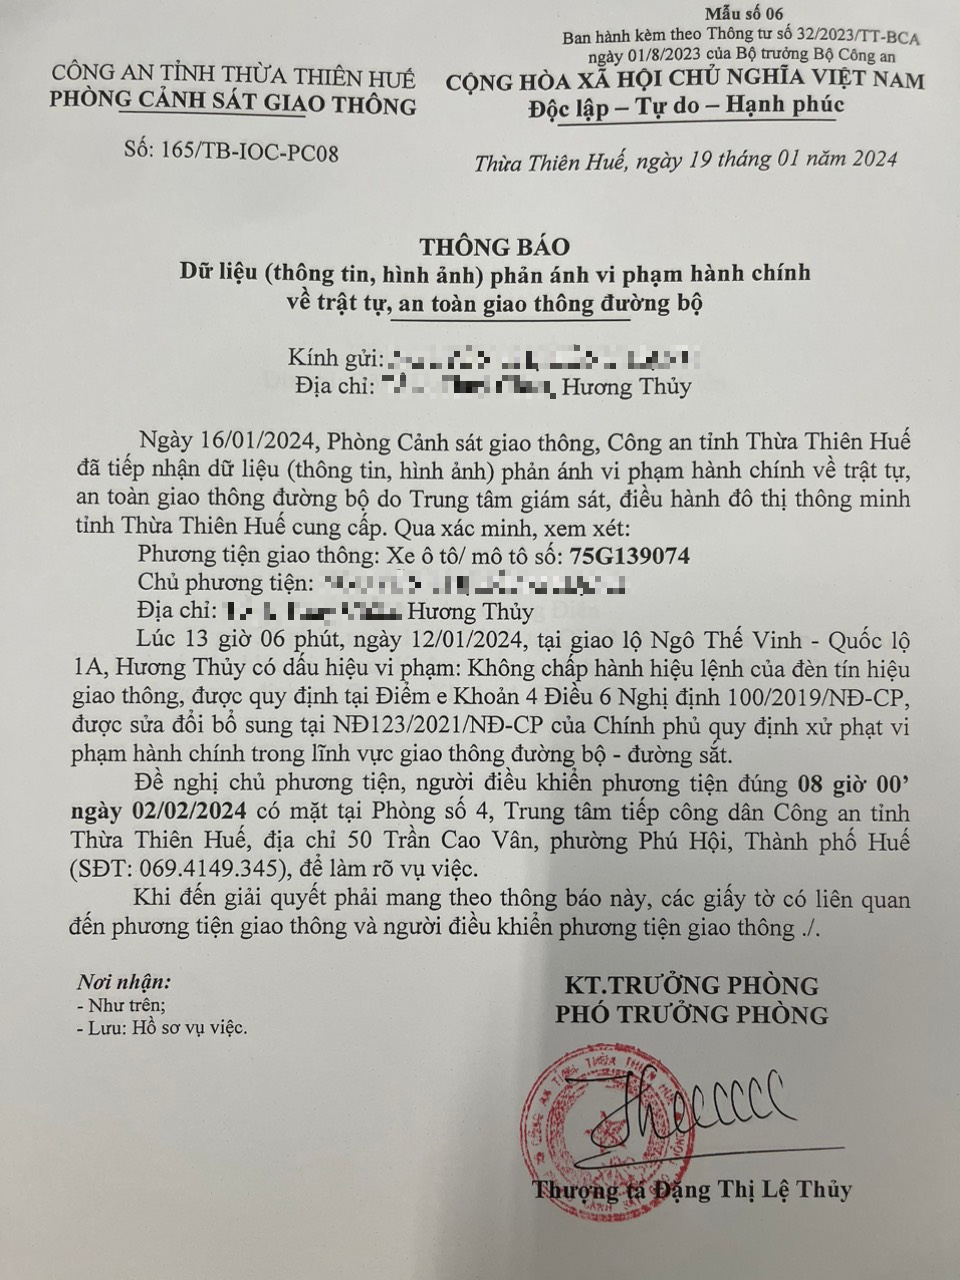 Mẫu số 06
Ban hành kèm theo Thông tư số 32/2023/TT-BCA
ngày 01/8/2023 của Bộ trưởng Bộ Công an
CÔNG AN TỈNH THỪA THIÊN HUẾ
PHÒNG CẢNH SÁT GIAO THÔNG
CỘNG HÒA XÃ HỘI CHỦ NGHĨA VIỆT NAM
Độc lập – Tự do – Hạnh phúc
Số: 165/TB-IOC-PC08
Thừa Thiên Huế, ngày 19 tháng 01 năm 2024
THÔNG BÁO
Dữ liệu (thông tin, hình ảnh) phản ánh vi phạm hành chính
về trật tự, an toàn giao thông đường bộ
Kính gửi:
Địa chỉ: Hương Thủy
Ngày 16/01/2024, Phòng Cảnh sát giao thông, Công an tỉnh Thừa Thiên Huế
đã tiếp nhận dữ liệu (thông tin, hình ảnh) phản ánh vi phạm hành chính về trật tự,
an toàn giao thông đường bộ do Trung tâm giám sát, điều hành đô thị thông minh
tỉnh Thừa Thiên Huế cung cấp. Qua xác minh, xem xét:
Phương tiện giao thông: Xe ô tô/ mô tô số: 75G139074
Chủ phương tiện:
Địa chỉ: Hương Thủy
Lúc 13 giờ 06 phút, ngày 12/01/2024, tại giao lộ Ngô Thế Vinh - Quốc lộ
1A, Hương Thủy có dấu hiệu vi phạm: Không chấp hành hiệu lệnh của đèn tín hiệu
giao thông, được quy định tại Điểm e Khoản 4 Điều 6 Nghị định 100/2019/NĐ-CP,
được sửa đổi bổ sung tại NĐ123/2021/NĐ-CP của Chính phủ quy định xử phạt vi
phạm hành chính trong lĩnh vực giao thông đường bộ - đường sắt.
Đề nghị chủ phương tiện, người điều khiển phương tiện đúng 08 giờ 00’
ngày 02/02/2024 có mặt tại Phòng số 4, Trung tâm tiếp công dân Công an tỉnh
Thừa Thiên Huế, địa chỉ 50 Trần Cao Vân, phường Phú Hội, Thành phố Huế
(SĐT: 069.4149.345), để làm rõ vụ việc.
Khi đến giải quyết phải mang theo thông báo này, các giấy tờ có liên quan
đến phương tiện giao thông và người điều khiển phương tiện giao thông ./.
Nơi nhận:
- Như trên;
- Lưu: Hồ sơ vụ việc.
KT.TRƯỞNG PHÒNG
PHÓ TRƯỞNG PHÒNG
Thượng tá Đặng Thị Lệ Thủy